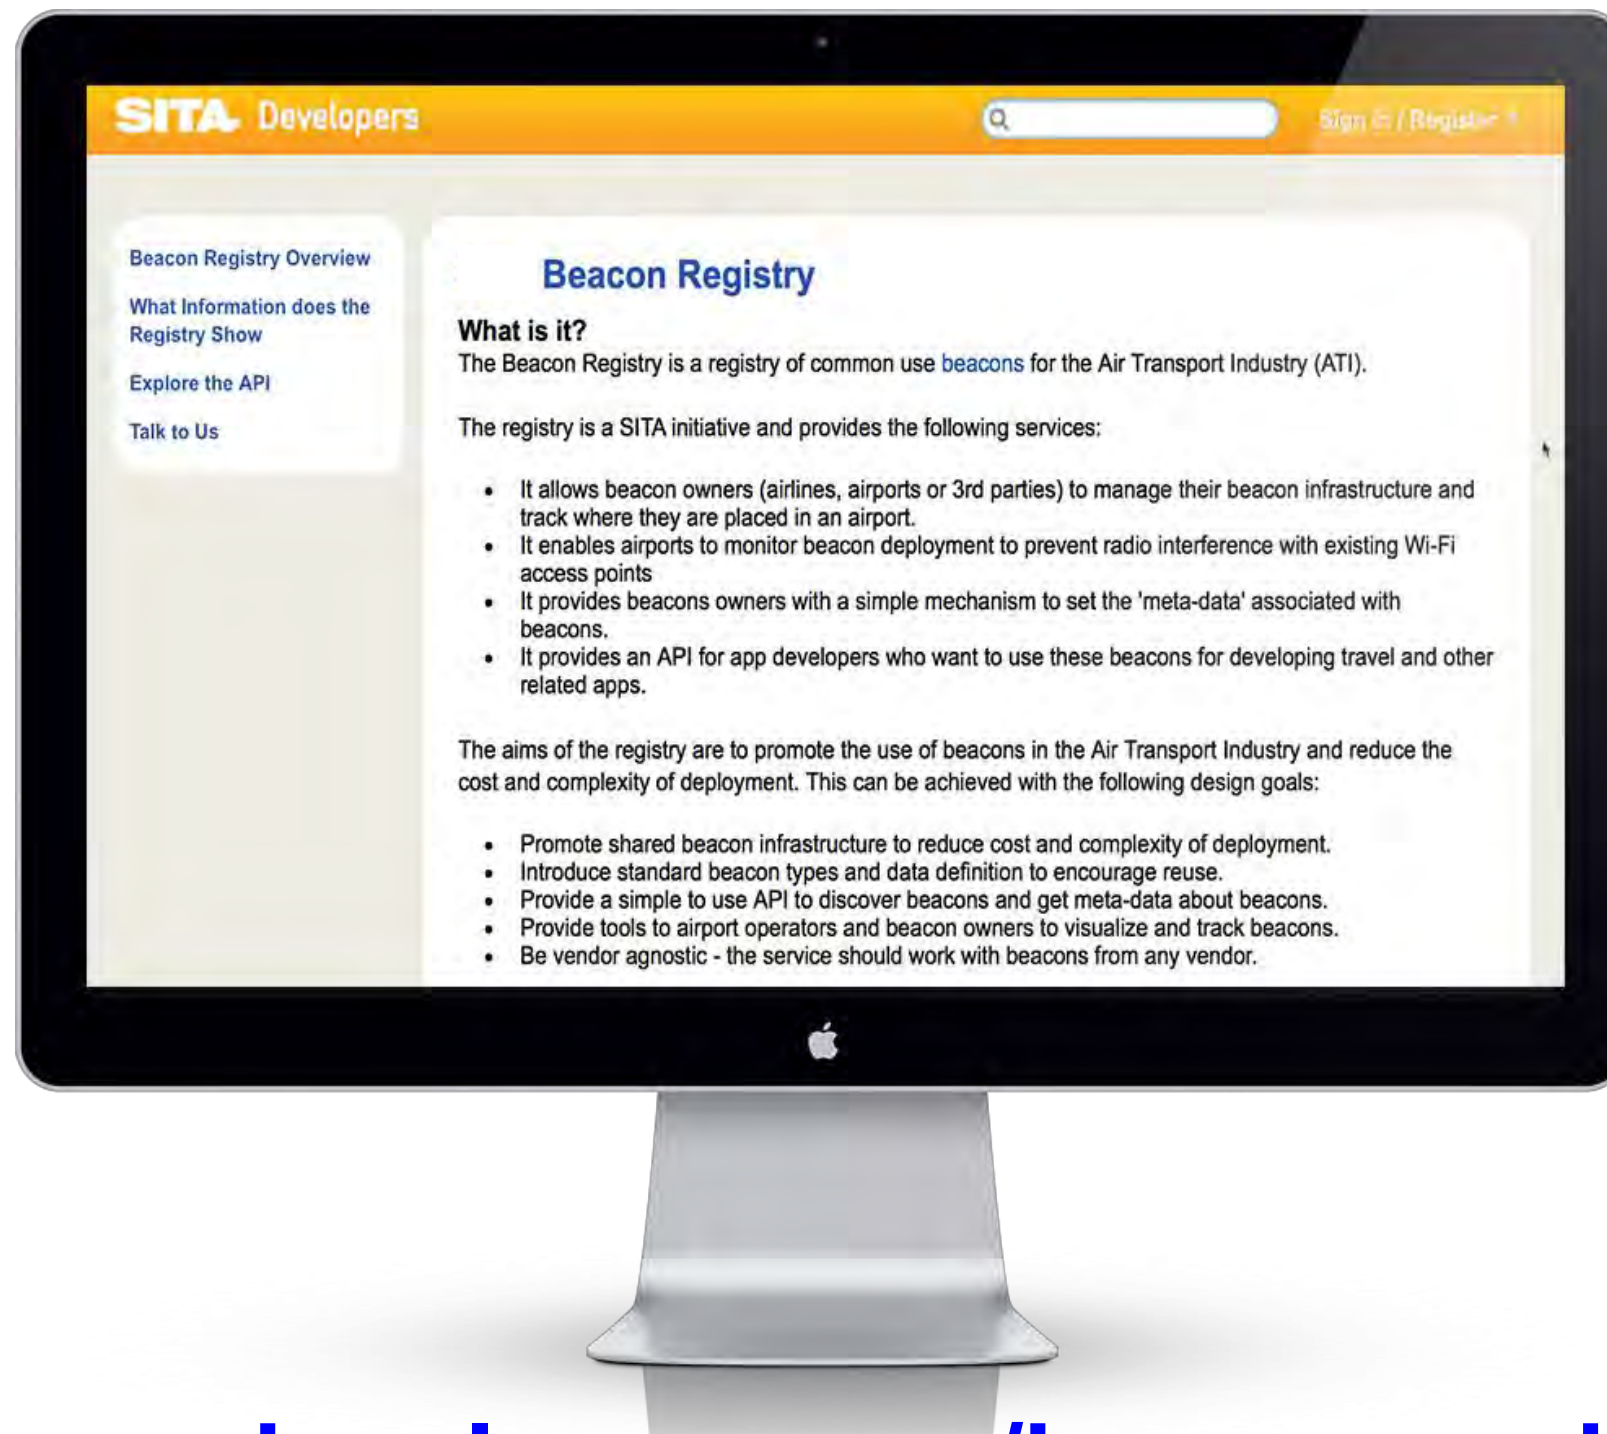 SITA Developers
Sign in / Register
Beacon Registry Overview
What Information does the
Registry Show
Explore the API
Talk to Us
Beacon Registry
What is it?
The Beacon Registry is a registry of common use beacons for the Air Transport Industry (ATI).
The registry is a SITA initiative and provides the following services:
• It allows beacon owners (airlines, airports or 3rd parties) to manage their beacon infrastructure and
track where they are placed in an airport.
• It enables airports to monitor beacon deployment to prevent radio interference with existing Wi-Fi
access points
• It provides beacons owners with a simple mechanism to set the 'meta-data' associated with
beacons.
• It provides an API for app developers who want to use these beacons for developing travel and other
related apps.
The aims of the registry are to promote the use of beacons in the Air Transport Industry and reduce the
cost and complexity of deployment. This can be achieved with the following design goals:
• Promote shared beacon infrastructure to reduce cost and complexity of deployment.
• Introduce standard beacon types and data definition to encourage reuse.
• Provide a simple to use API to discover beacons and get meta-data about beacons.
• Provide tools to airport operators and beacon owners to visualize and track beacons.
• Be vendor agnostic - the service should work with beacons from any vendor.